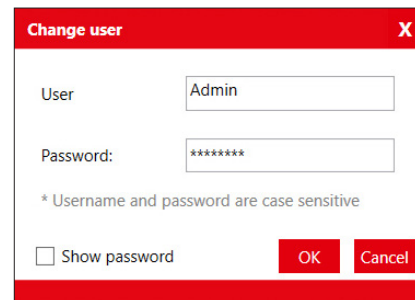 Change user X
User Admin
Password: ********
* Username and password are case sensitive
Show password OK Cancel